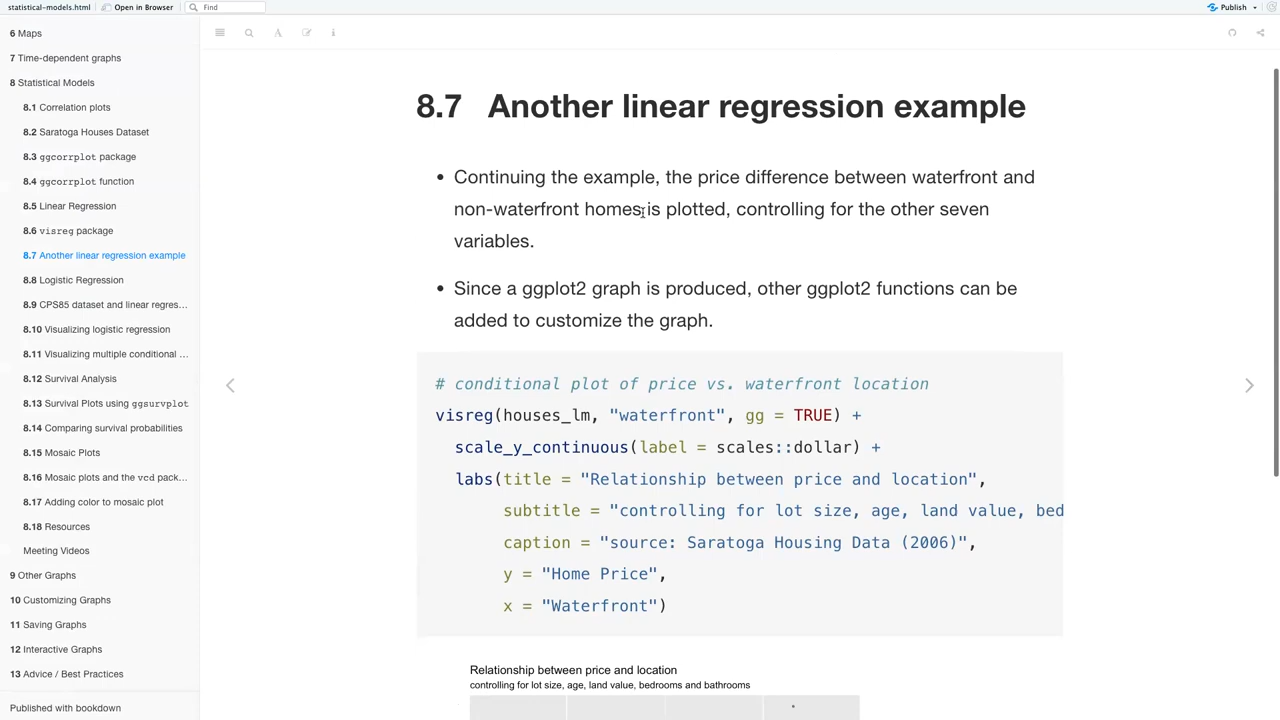 statistical-models.html
Open in Browser
Find
Publish
6 Maps
7 Time-dependent graphs
8 Statistical Models
8.1 Correlation plots
8.2 Saratoga Houses Dataset
8.3 ggcorrplot package
8.4 ggcorrplot function
8.5 Linear Regression
8.6 visreg package
8.7 Another linear regression example
8.8 Logistic Regression
8.9 CPS85 dataset and linear regres...
8.10 Visualizing logistic regression
8.11 Visualizing multiple conditional ...
8.12 Survival Analysis
8.13 Survival Plots using ggsurvplot
8.14 Comparing survival probabilities
8.15 Mosaic Plots
8.16 Mosaic plots and the vcd pack...
8.17 Adding color to mosaic plot
8.18 Resources
Meeting Videos
9 Other Graphs
10 Customizing Graphs
11 Saving Graphs
12 Interactive Graphs
13 Advice / Best Practices
Published with bookdown
8.7 Another linear regression example
• Continuing the example, the price difference between waterfront and
non-waterfront homes is plotted, controlling for the other seven
variables.
• Since a ggplot2 graph is produced, other ggplot2 functions can be
added to customize the graph.
# conditional plot of price vs. waterfront location
visreg(houses_lm, "waterfront", gg = TRUE) +
scale_y_continuous(label = scales::dollar) +
labs(title = "Relationship between price and location",
subtitle = "controlling for lot size, age, land value, bed
caption = "source: Saratoga Housing Data (2006)",
y = "Home Price",
x = "Waterfront")
Relationship between price and location
controlling for lot size, age, land value, bedrooms and bathrooms